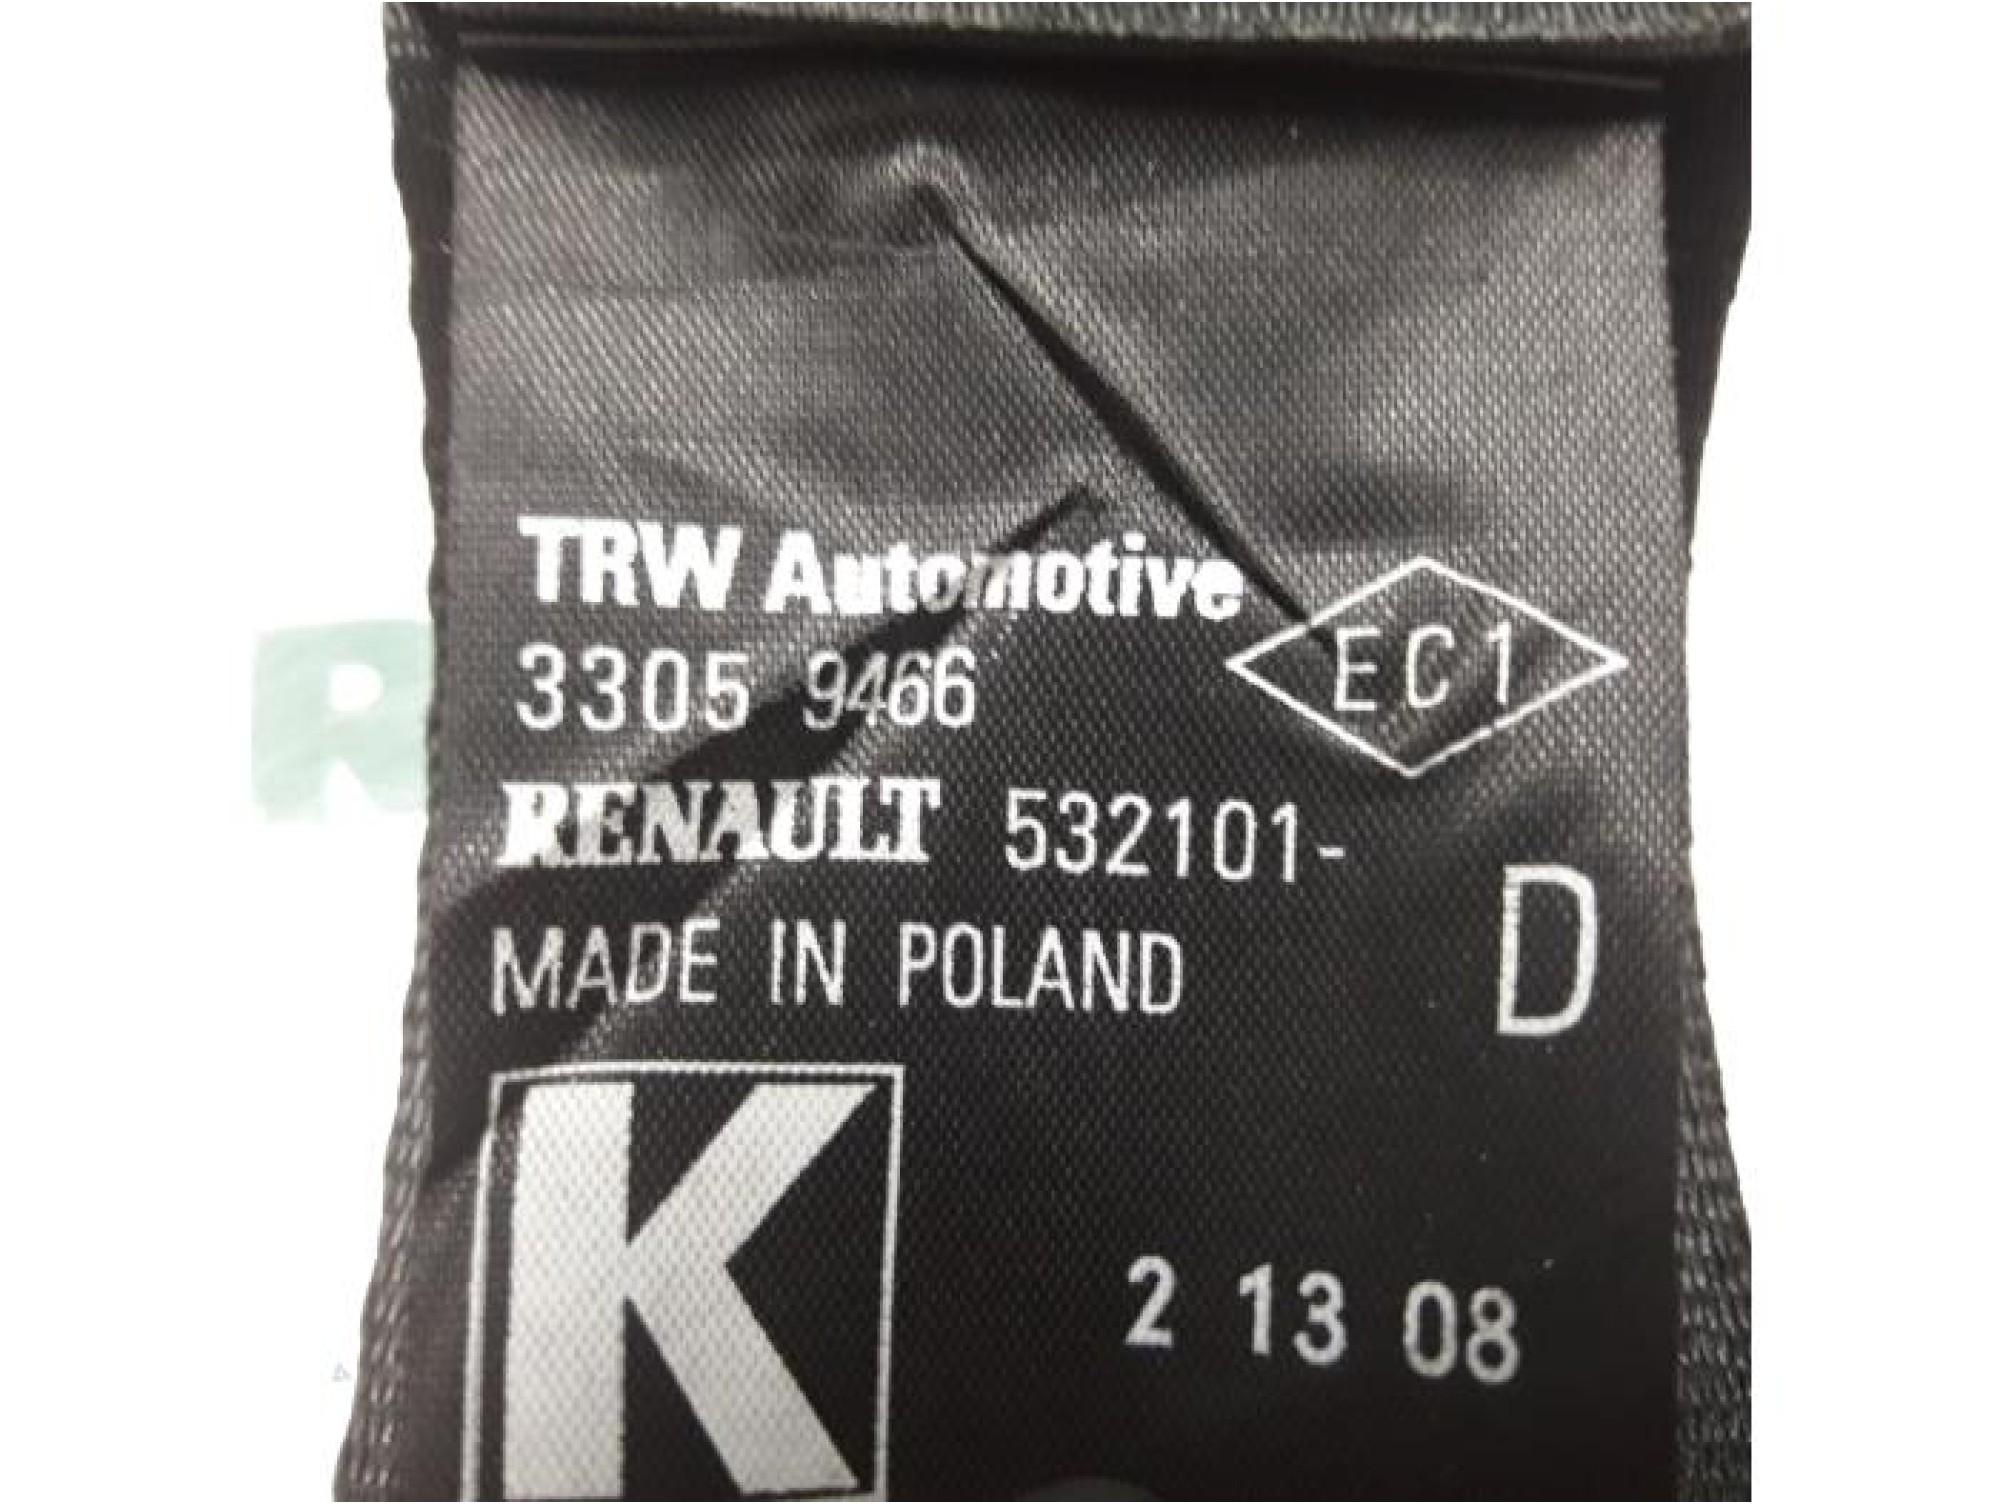 TRW Automotive
3305 9466
EC1
RENAULT 532101-
D
MADE IN POLAND
K
2 13 08
R